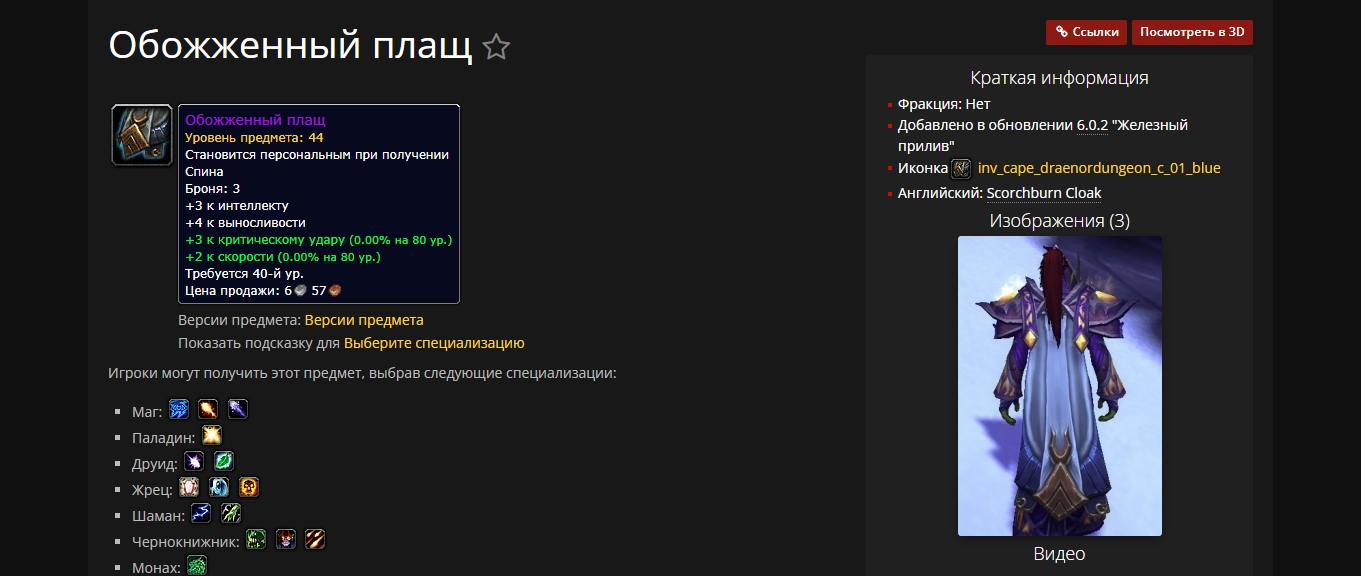 Обожженный плащ
Ссылки
Посмотреть в 3D
Обожженный плащ
Уровень предмета: 44
Становится персональным при получении
Спина
Броня: 3
+3 к интеллекту
+4 к выносливости
+3 к критическому удару (0.00% на 80 ур.)
+2 к скорости (0.00% на 80 ур.)
Требуется 40-й ур.
Цена продажи: 6 57
Версии предмета: Версии предмета
Показать подсказку для Выберите специализацию
Игроки могут получить этот предмет, выбрав следующие специализации:
Маг:
Паладин:
Друид:
Жрец:
Шаман:
Чернокнижник:
Монах:
Краткая информация
Фракция: Нет
Добавлено в обновлении 6.0.2 "Железный
прилив"
Иконка inv_cape_draenordungeon_c_01_blue
Английский: Scorchburn Cloak
Изображения (3)
Видео